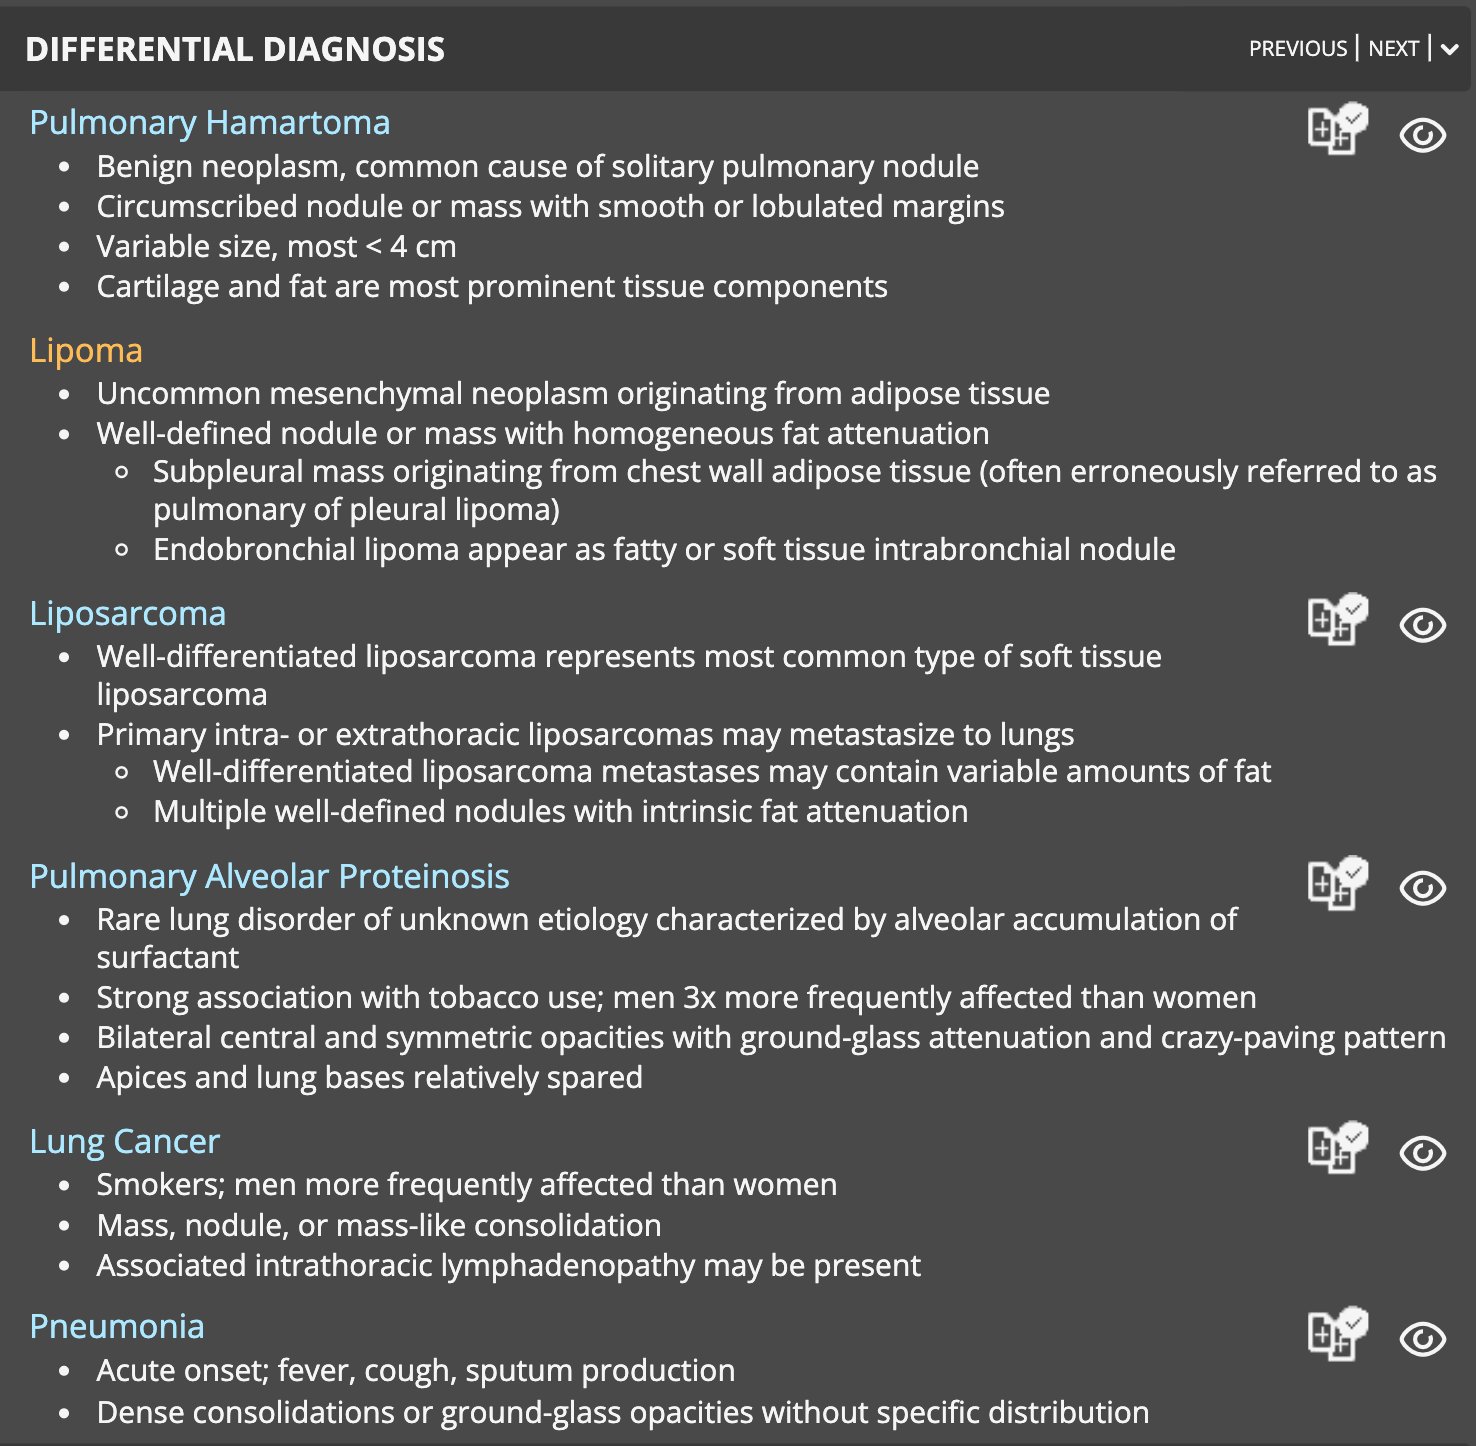 DIFFERENTIAL DIAGNOSIS
PREVIOUS | NEXT |
Pulmonary Hamartoma
• Benign neoplasm, common cause of solitary pulmonary nodule
• Circumscribed nodule or mass with smooth or lobulated margins
• Variable size, most < 4 cm
• Cartilage and fat are most prominent tissue components
Lipoma
• Uncommon mesenchymal neoplasm originating from adipose tissue
• Well-defined nodule or mass with homogeneous fat attenuation
◦ Subpleural mass originating from chest wall adipose tissue (often erroneously referred to as
pulmonary of pleural lipoma)
◦ Endobronchial lipoma appear as fatty or soft tissue intrabronchial nodule
Liposarcoma
• Well-differentiated liposarcoma represents most common type of soft tissue
liposarcoma
• Primary intra- or extrathoracic liposarcomas may metastasize to lungs
◦ Well-differentiated liposarcoma metastases may contain variable amounts of fat
◦ Multiple well-defined nodules with intrinsic fat attenuation
Pulmonary Alveolar Proteinosis
• Rare lung disorder of unknown etiology characterized by alveolar accumulation of
surfactant
• Strong association with tobacco use; men 3x more frequently affected than women
• Bilateral central and symmetric opacities with ground-glass attenuation and crazy-paving pattern
• Apices and lung bases relatively spared
Lung Cancer
• Smokers; men more frequently affected than women
• Mass, nodule, or mass-like consolidation
• Associated intrathoracic lymphadenopathy may be present
Pneumonia
• Acute onset; fever, cough, sputum production
• Dense consolidations or ground-glass opacities without specific distribution